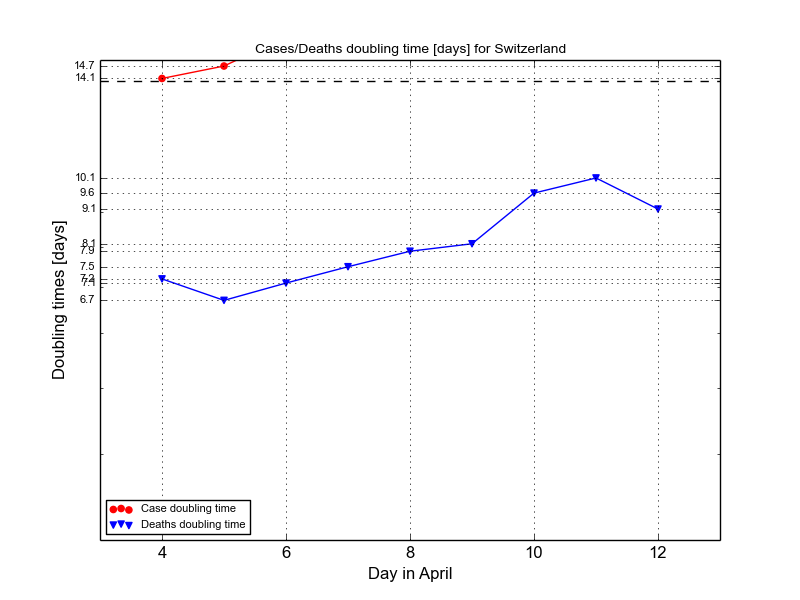 Cases/Deaths doubling time [days] for Switzerland
14.7
14.1
10.1
9.6
9.1
8.1
7.9
7.5
7.2
7.1
6.7
Doubling times [days]
Case doubling time
Deaths doubling time
4 6 8 10 12
Day in April